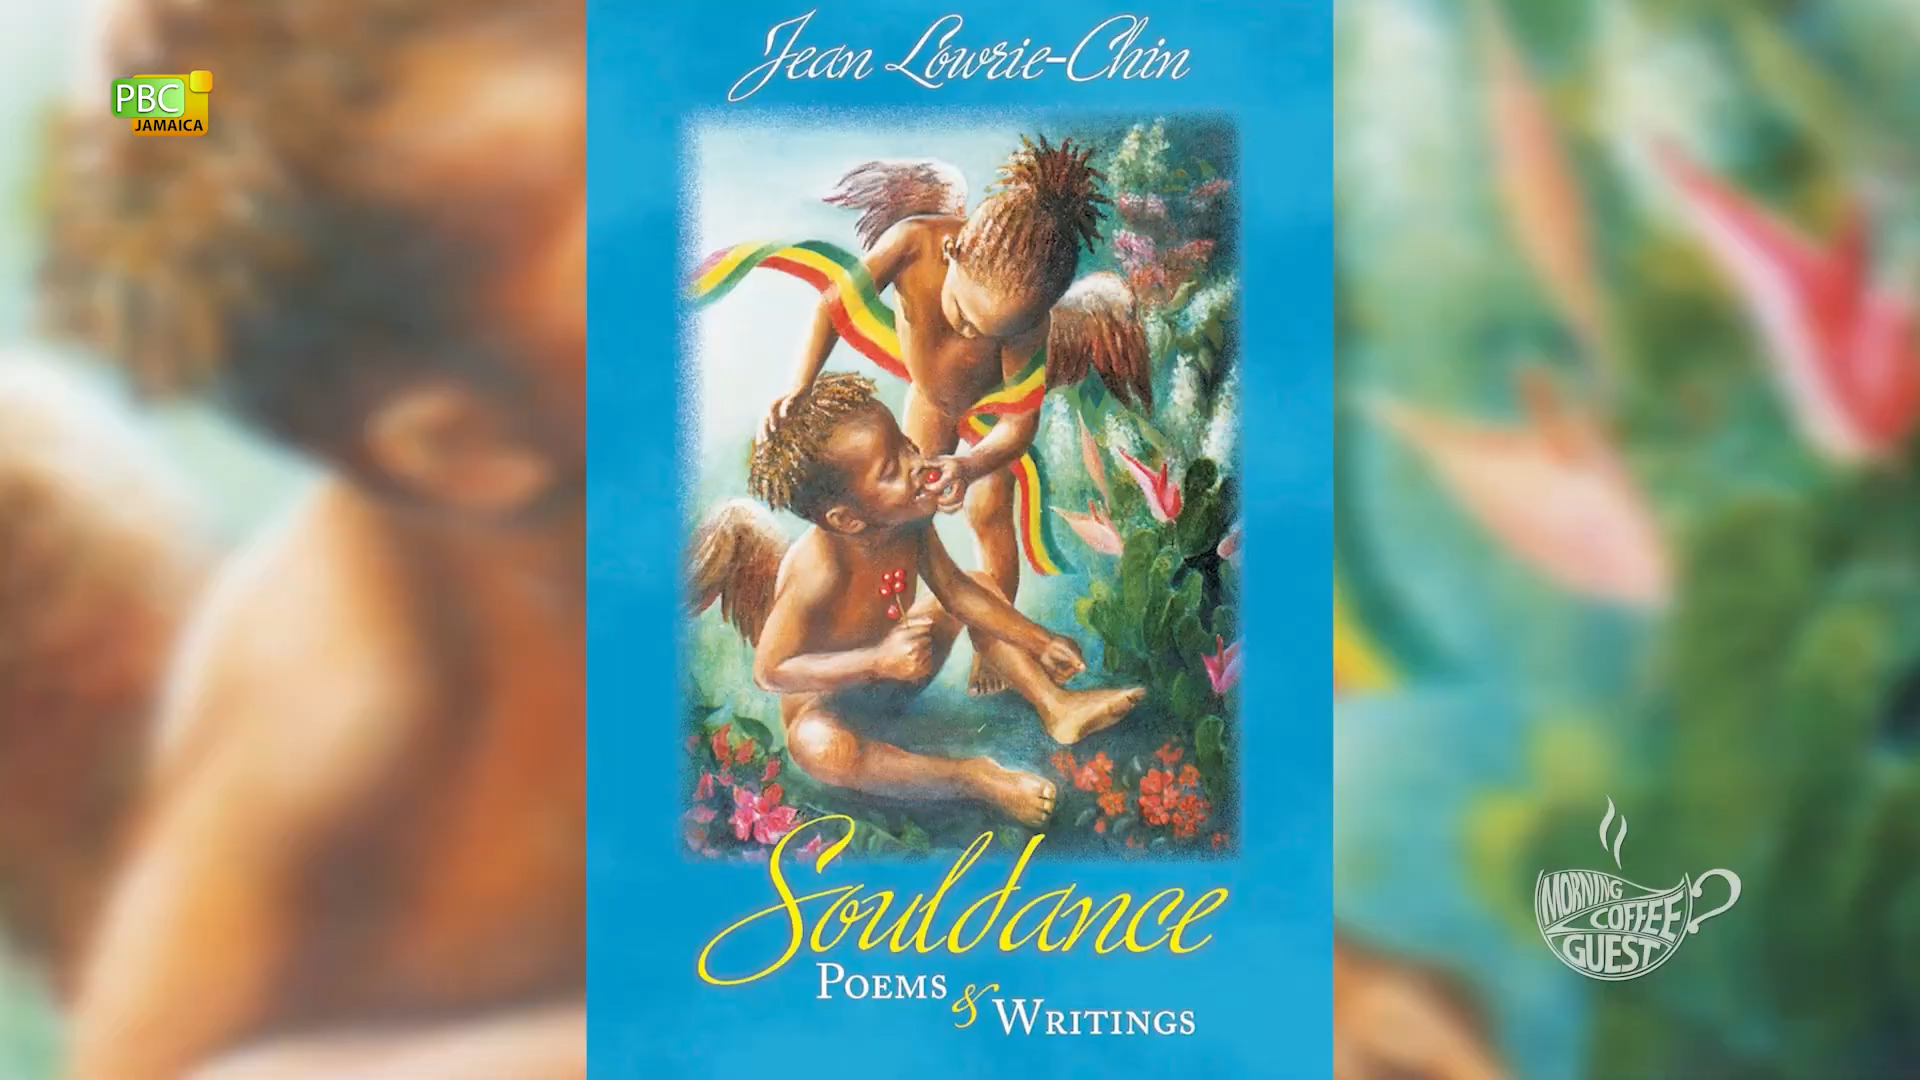 PBC
JAMAICA
Jean Lowrie-Chin
Souldance
POEMS
& WRITINGS
MORNING
COFFEE
GUEST